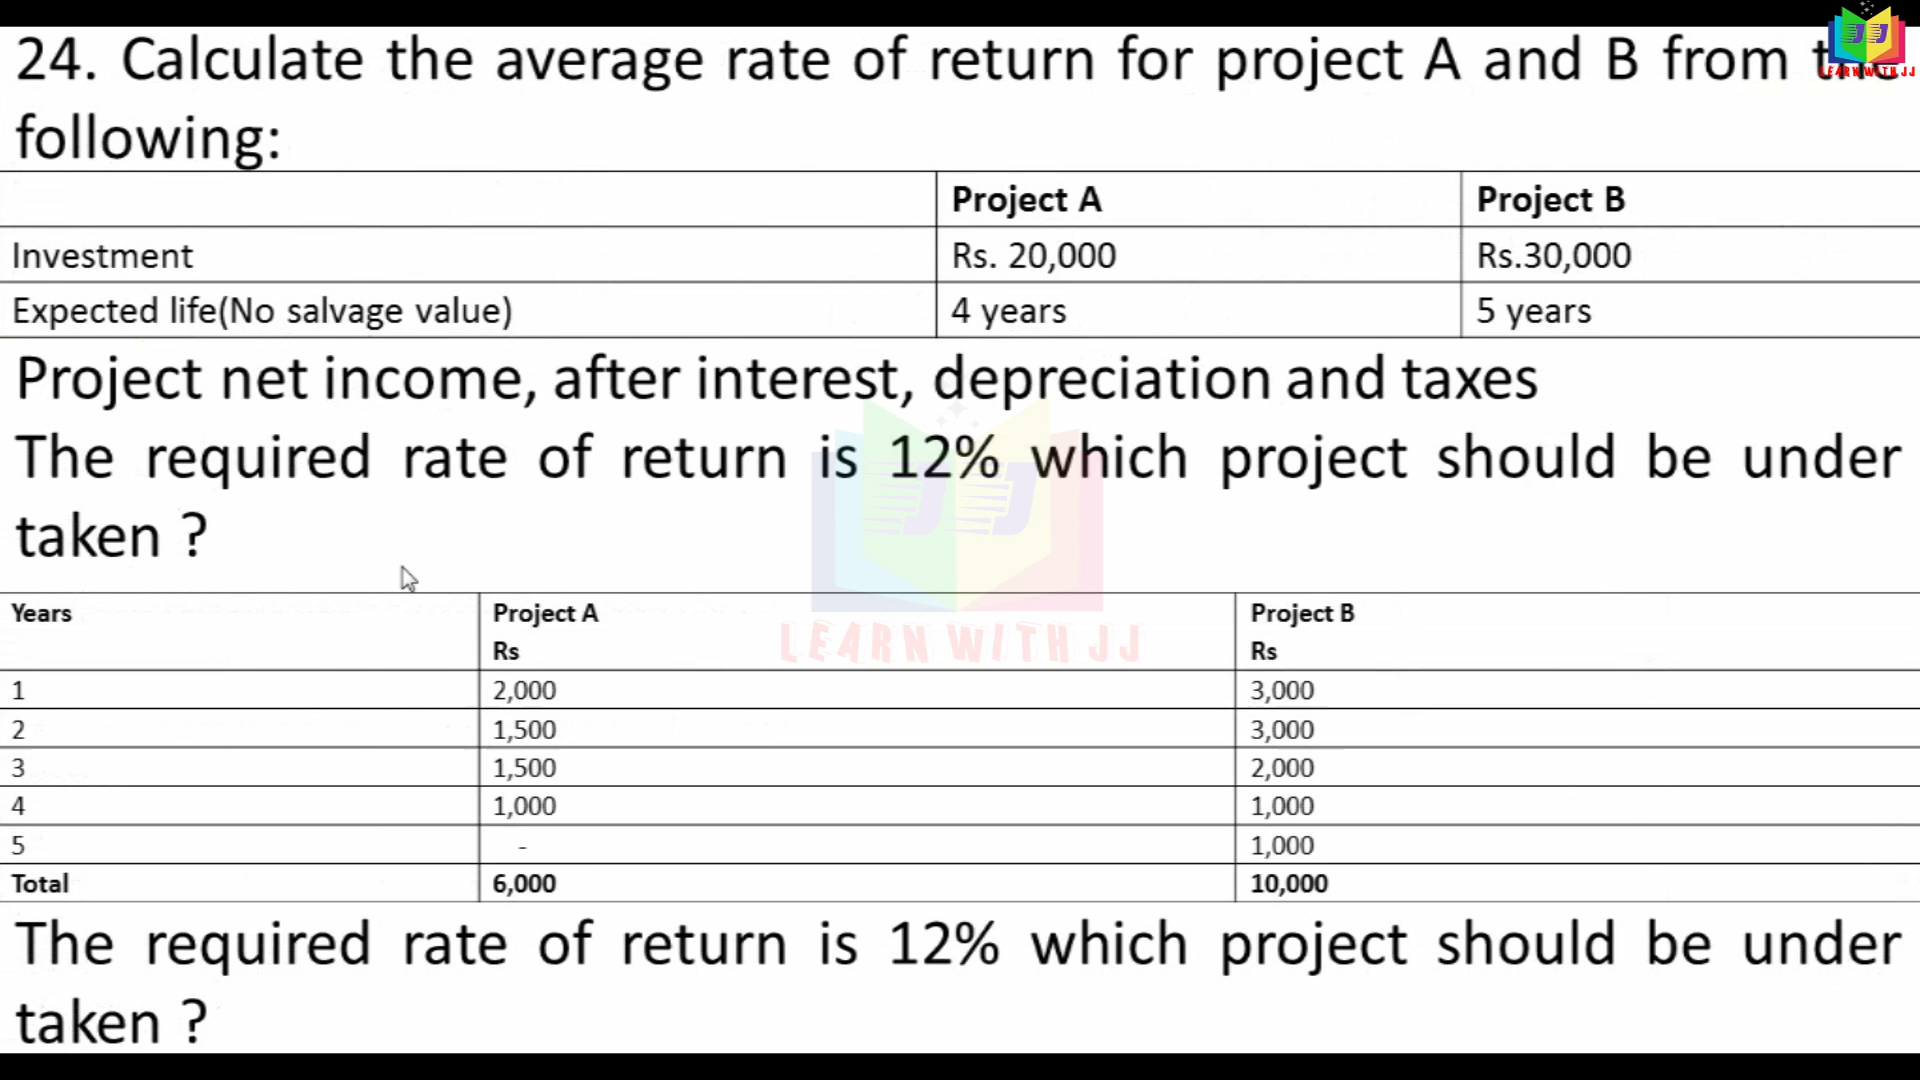 24. Calculate the average rate of return for project A and B from the
LEARN WITH JJ
following:
Project A Project B
Investment Rs. 20,000 Rs.30,000
Expected life(No salvage value) 4 years 5 years
Project net income, after interest, depreciation and taxes
The required rate of return is 12% which project should be under
taken ?
Years Project A Project B
Rs Rs
LEARN WITH JJ
1 2,000 3,000
2 1,500 3,000
3 1,500 2,000
4 1,000 1,000
5 - 1,000
Total 6,000 10,000
The required rate of return is 12% which project should be under
taken ?